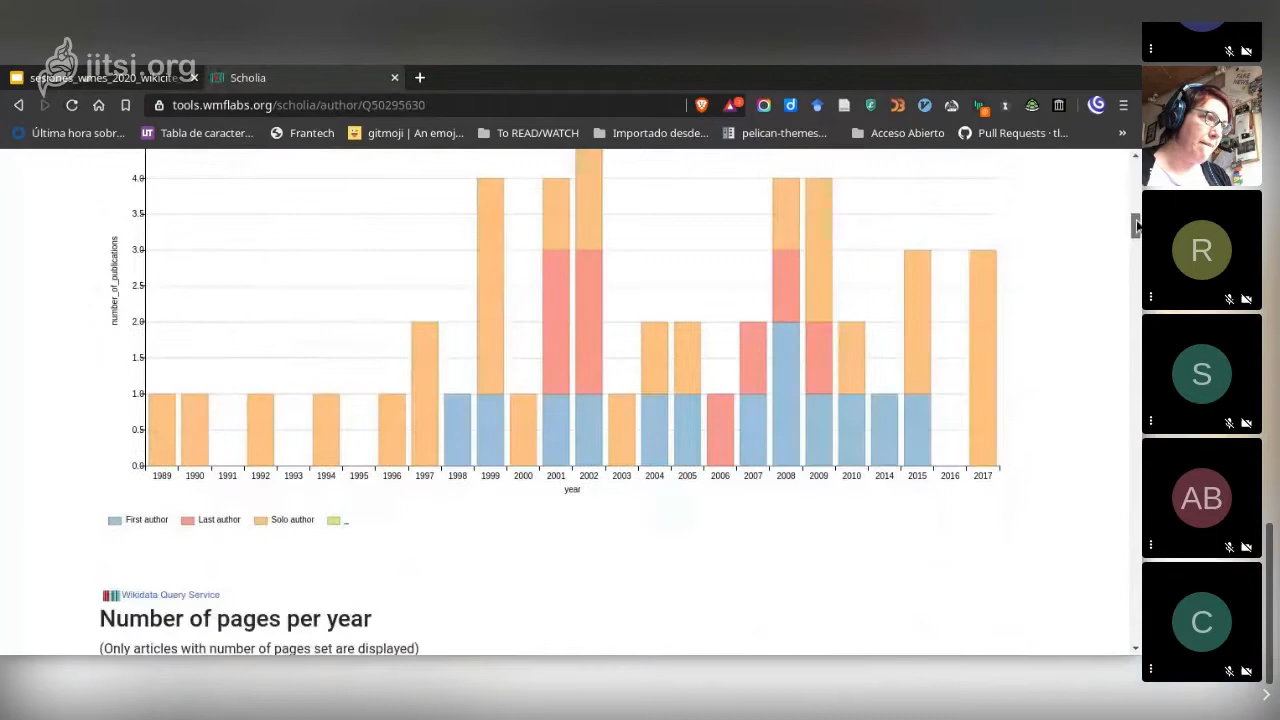 jitsi.org
sesiones_wmes_2020_wikicite
Scholia
tools.wmflabs.org/scholia/author/Q50295630
Última hora sobr...
Tabla de caracter...
Frantech
gitmoji | An emoj...
To READ/WATCH
Importado desde...
pelican-themes...
Acceso Abierto
Pull Requests · tl...
»
number_of_publications
4.0
3.5
3.0
2.5
2.0
1.5
1.0
0.5
0.0
1989 1990 1991 1992 1993 1994 1995 1996 1997 1998 1999 2000 2001 2002 2003 2004 2005 2006 2007 2008 2009 2010 2014 2015 2016 2017
year
First author Last author Solo author _
Wikidata Query Service
Number of pages per year
(Only articles with number of pages set are displayed)
R
S
AB
C